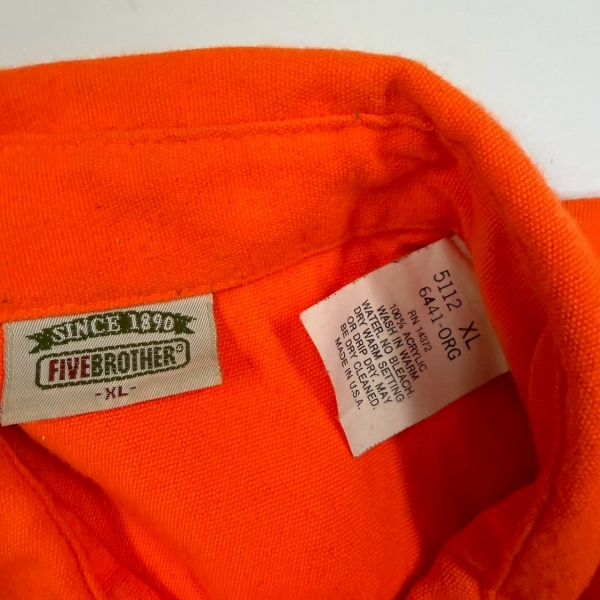 SINCE 1890
FIVEBROTHER
-XL-
5112 XL
6441-ORG
RN 14372
100% ACRYLIC
WASH IN WARM
WATER. NO BLEACH.
DRY WARM SETTING
OR DRIP DRY. MAY
BE DRY CLEANED.
MADE IN U.S.A.